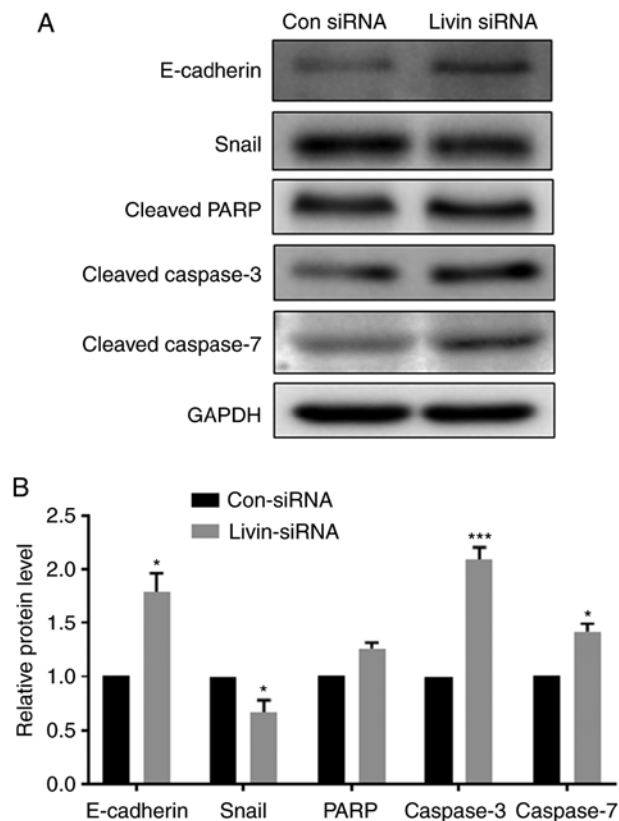 A
Con siRNA Livin siRNA
E-cadherin
Snail
Cleaved PARP
Cleaved caspase-3
Cleaved caspase-7
GAPDH
B
Con-siRNA
Livin-siRNA
Relative protein level
2.5
2.0
1.5
1.0
0.5
0.0
*
*
***
*
E-cadherin Snail PARP Caspase-3 Caspase-7